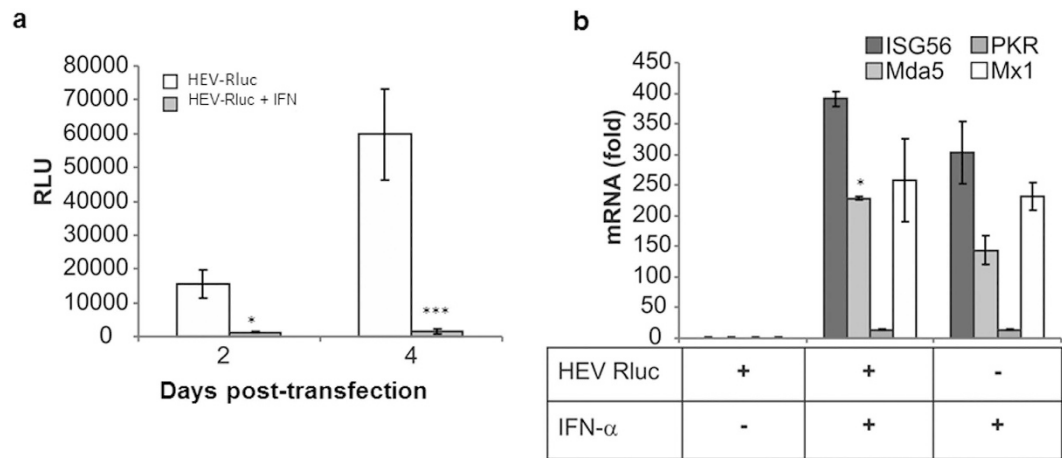 a
80000
70000
60000
50000
40000
30000
20000
10000
0
RLU
HEV-Rluc
HEV-Rluc + IFN
*
***
2 4
Days post-transfection
b
ISG56 PKR
Mda5 Mx1
450
400
350
300
250
200
150
100
50
0
mRNA (fold)
*
HEV Rluc + + -
IFN-α - + +